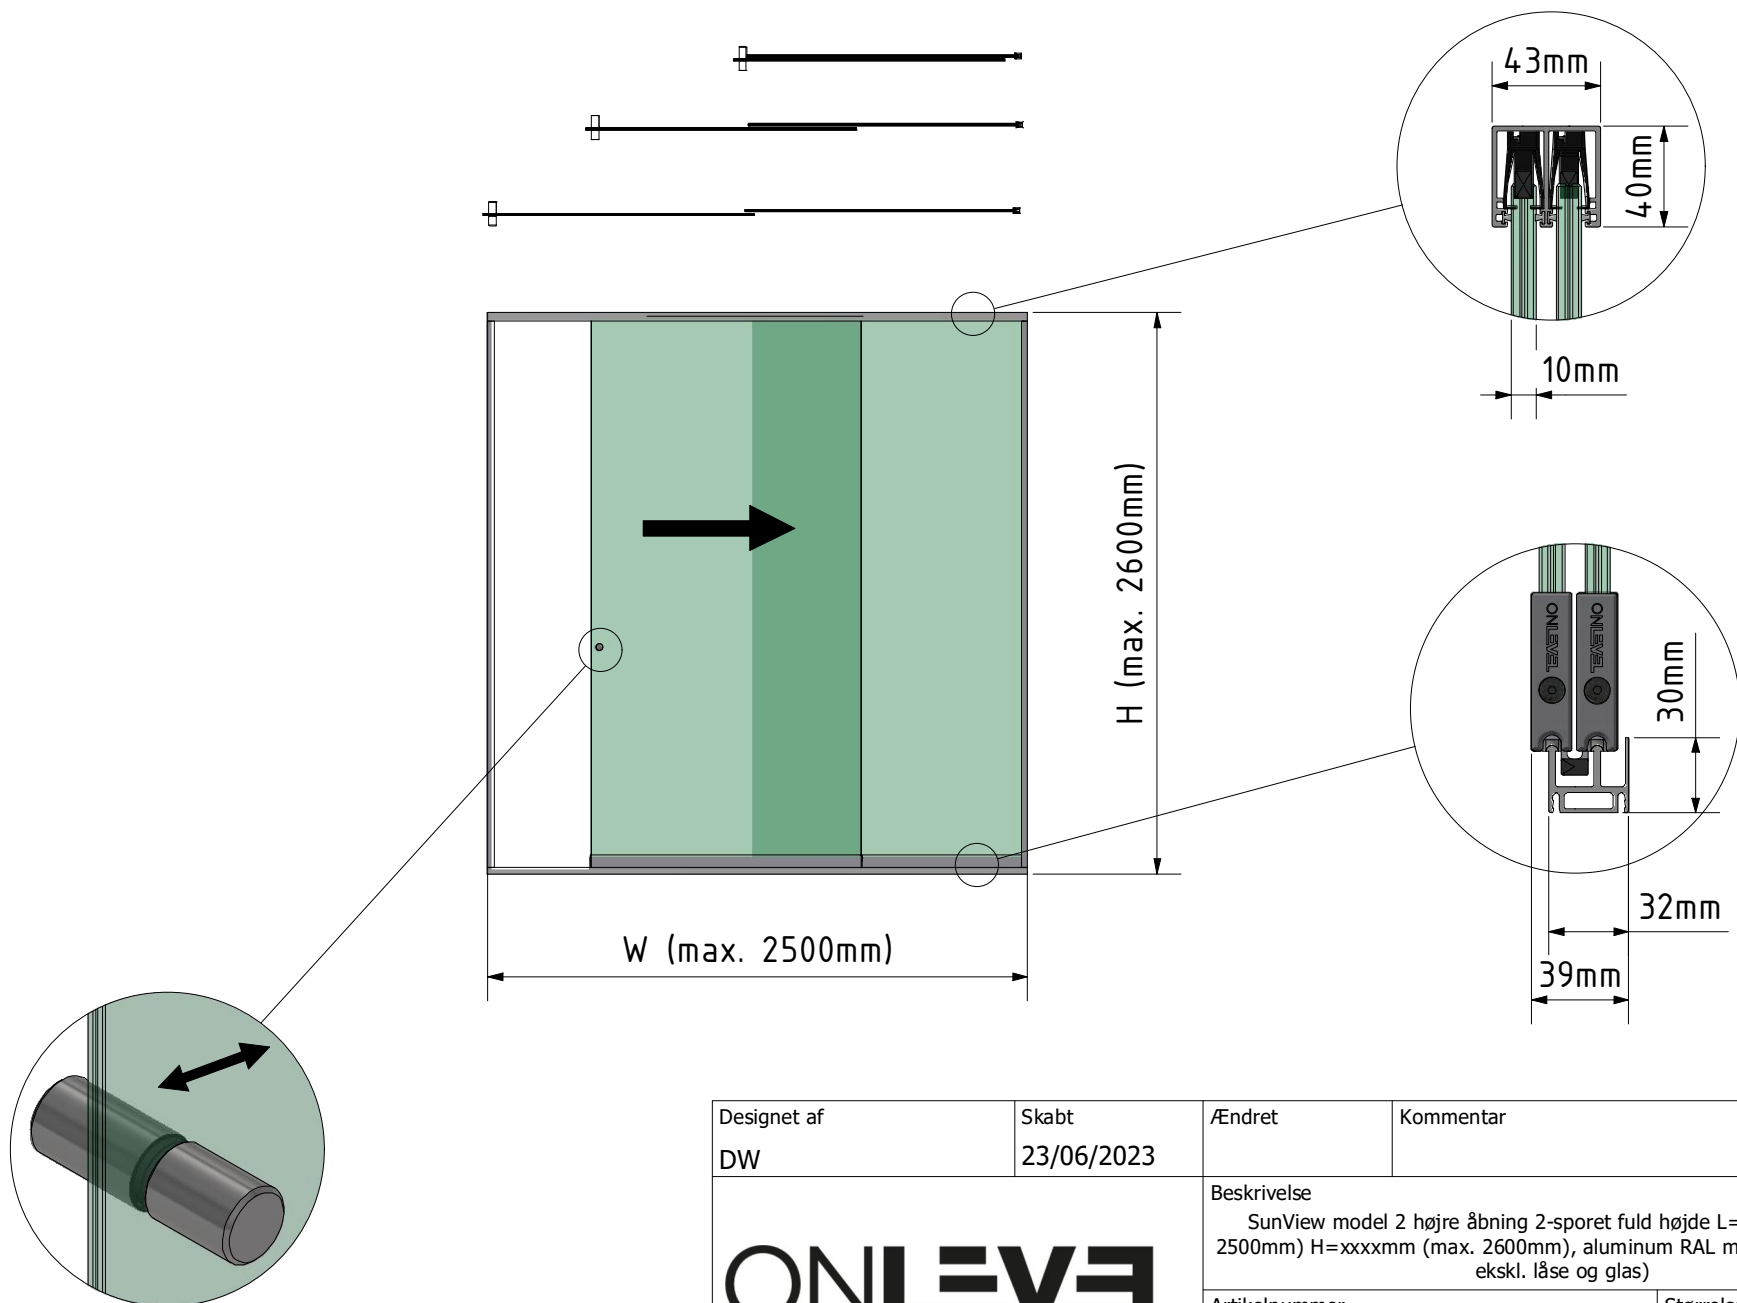 43mm
40mm
10mm
H (max. 2600mm)
W (max. 2500mm)
ONLEVEL
ONLEVEL
30mm
32mm
39mm
Designet af
DW
Skabt
23/06/2023
Ændret
Kommentar
Beskrivelse
SunView model 2 højre åbning 2-sporet fuld højde L=
2500mm) H=xxxxmm (max. 2600mm), aluminum RAL m
ekskl. låse og glas)